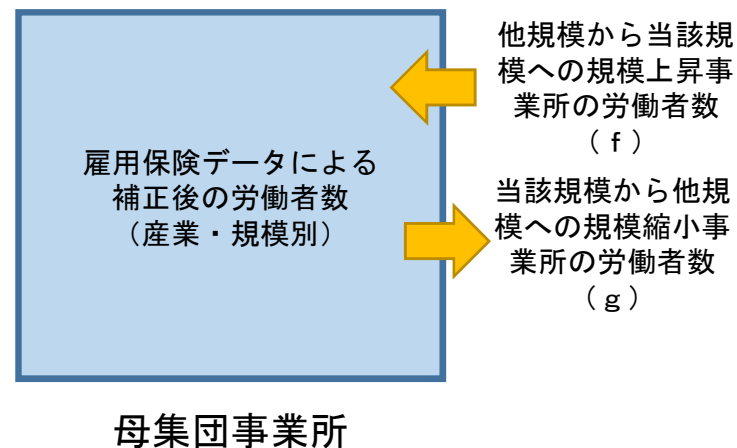 雇用保険データによる
補正後の労働者数
（産業・規模別）
他規模から当該規
模への規模上昇事
業所の労働者数
（ｆ）
当該規模から他規
模への規模縮小事
業所の労働者数
（ｇ）
母集団事業所